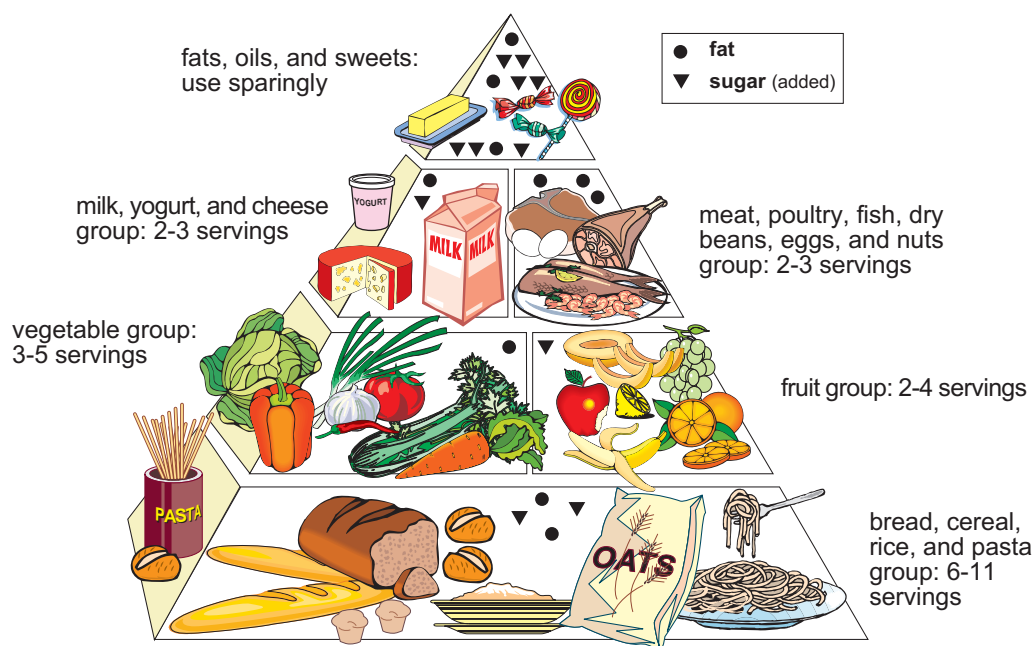 fats, oils, and sweets:
use sparingly
fat
sugar (added)
YOGURT
milk, yogurt, and cheese
group: 2-3 servings
MILK
MILK
meat, poultry, fish, dry
beans, eggs, and nuts
group: 2-3 servings
vegetable group:
3-5 servings
fruit group: 2-4 servings
PASTA
OATS
bread, cereal,
rice, and pasta
group: 6-11
servings